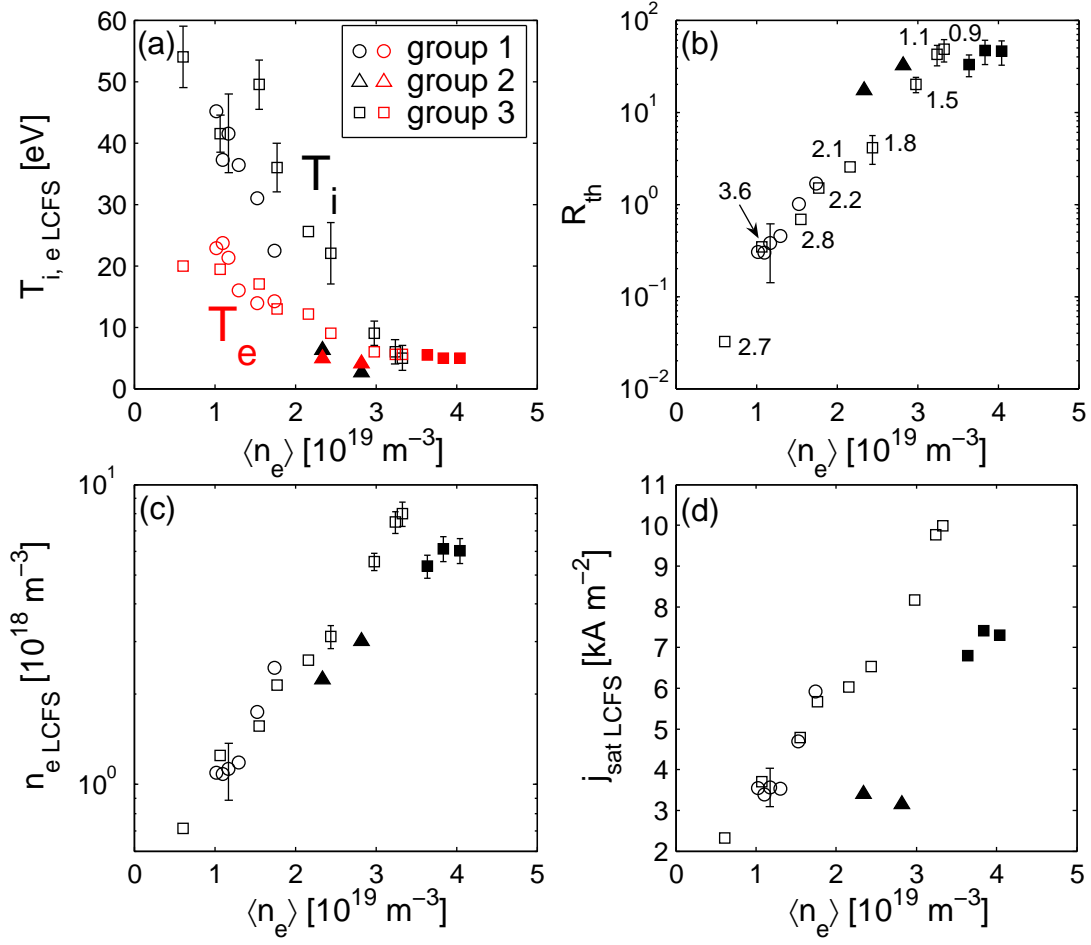 (a)
60
50
40
30
20
10
0
T_{i, e LCFS} [eV]
group 1
group 2
group 3
T_i
T_e
0 1 2 3 4 5
⟨n_e⟩ [10^{19} m^{−3}]
(b)
10^2
10^1
10^0
10^{−1}
10^{−2}
R_{th}
1.1 0.9
1.5
1.8
2.1
2.2
3.6
2.8
2.7
0 1 2 3 4 5
⟨n_e⟩ [10^{19} m^{−3}]
(c)
10^1
10^0
n_{e LCFS} [10^{18} m^{−3}]
0 1 2 3 4 5
⟨n_e⟩ [10^{19} m^{−3}]
(d)
11
10
9
8
7
6
5
4
3
2
j_{sat LCFS} [kA m^{−2}]
0 1 2 3 4 5
⟨n_e⟩ [10^{19} m^{−3}]